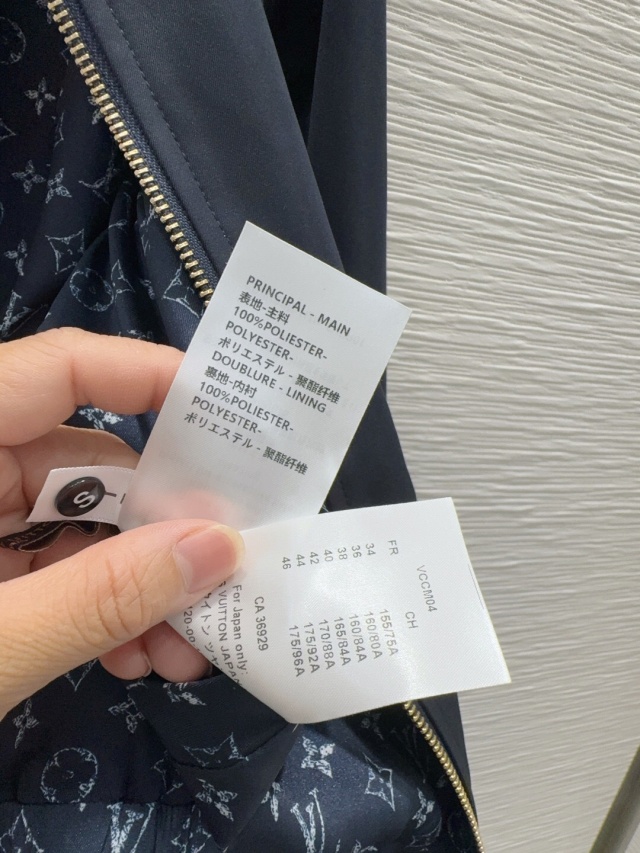 PRINCIPAL - MAIN
表地-主料
100%POLIESTER-
POLYESTER-
ポリエステル - 聚酯纤维
DOUBLURE - LINING
裏地-内衬
100%POLIESTER-
POLYESTER-
ポリエステル - 聚酯纤维
S
VCCM04
FR CH
34 155/75A
36 160/80A
38 160/84A
40 165/84A
42 170/88A
44 175/92A
46 175/96A
CA 36929
For Japan only:
VUITTON JAPAN